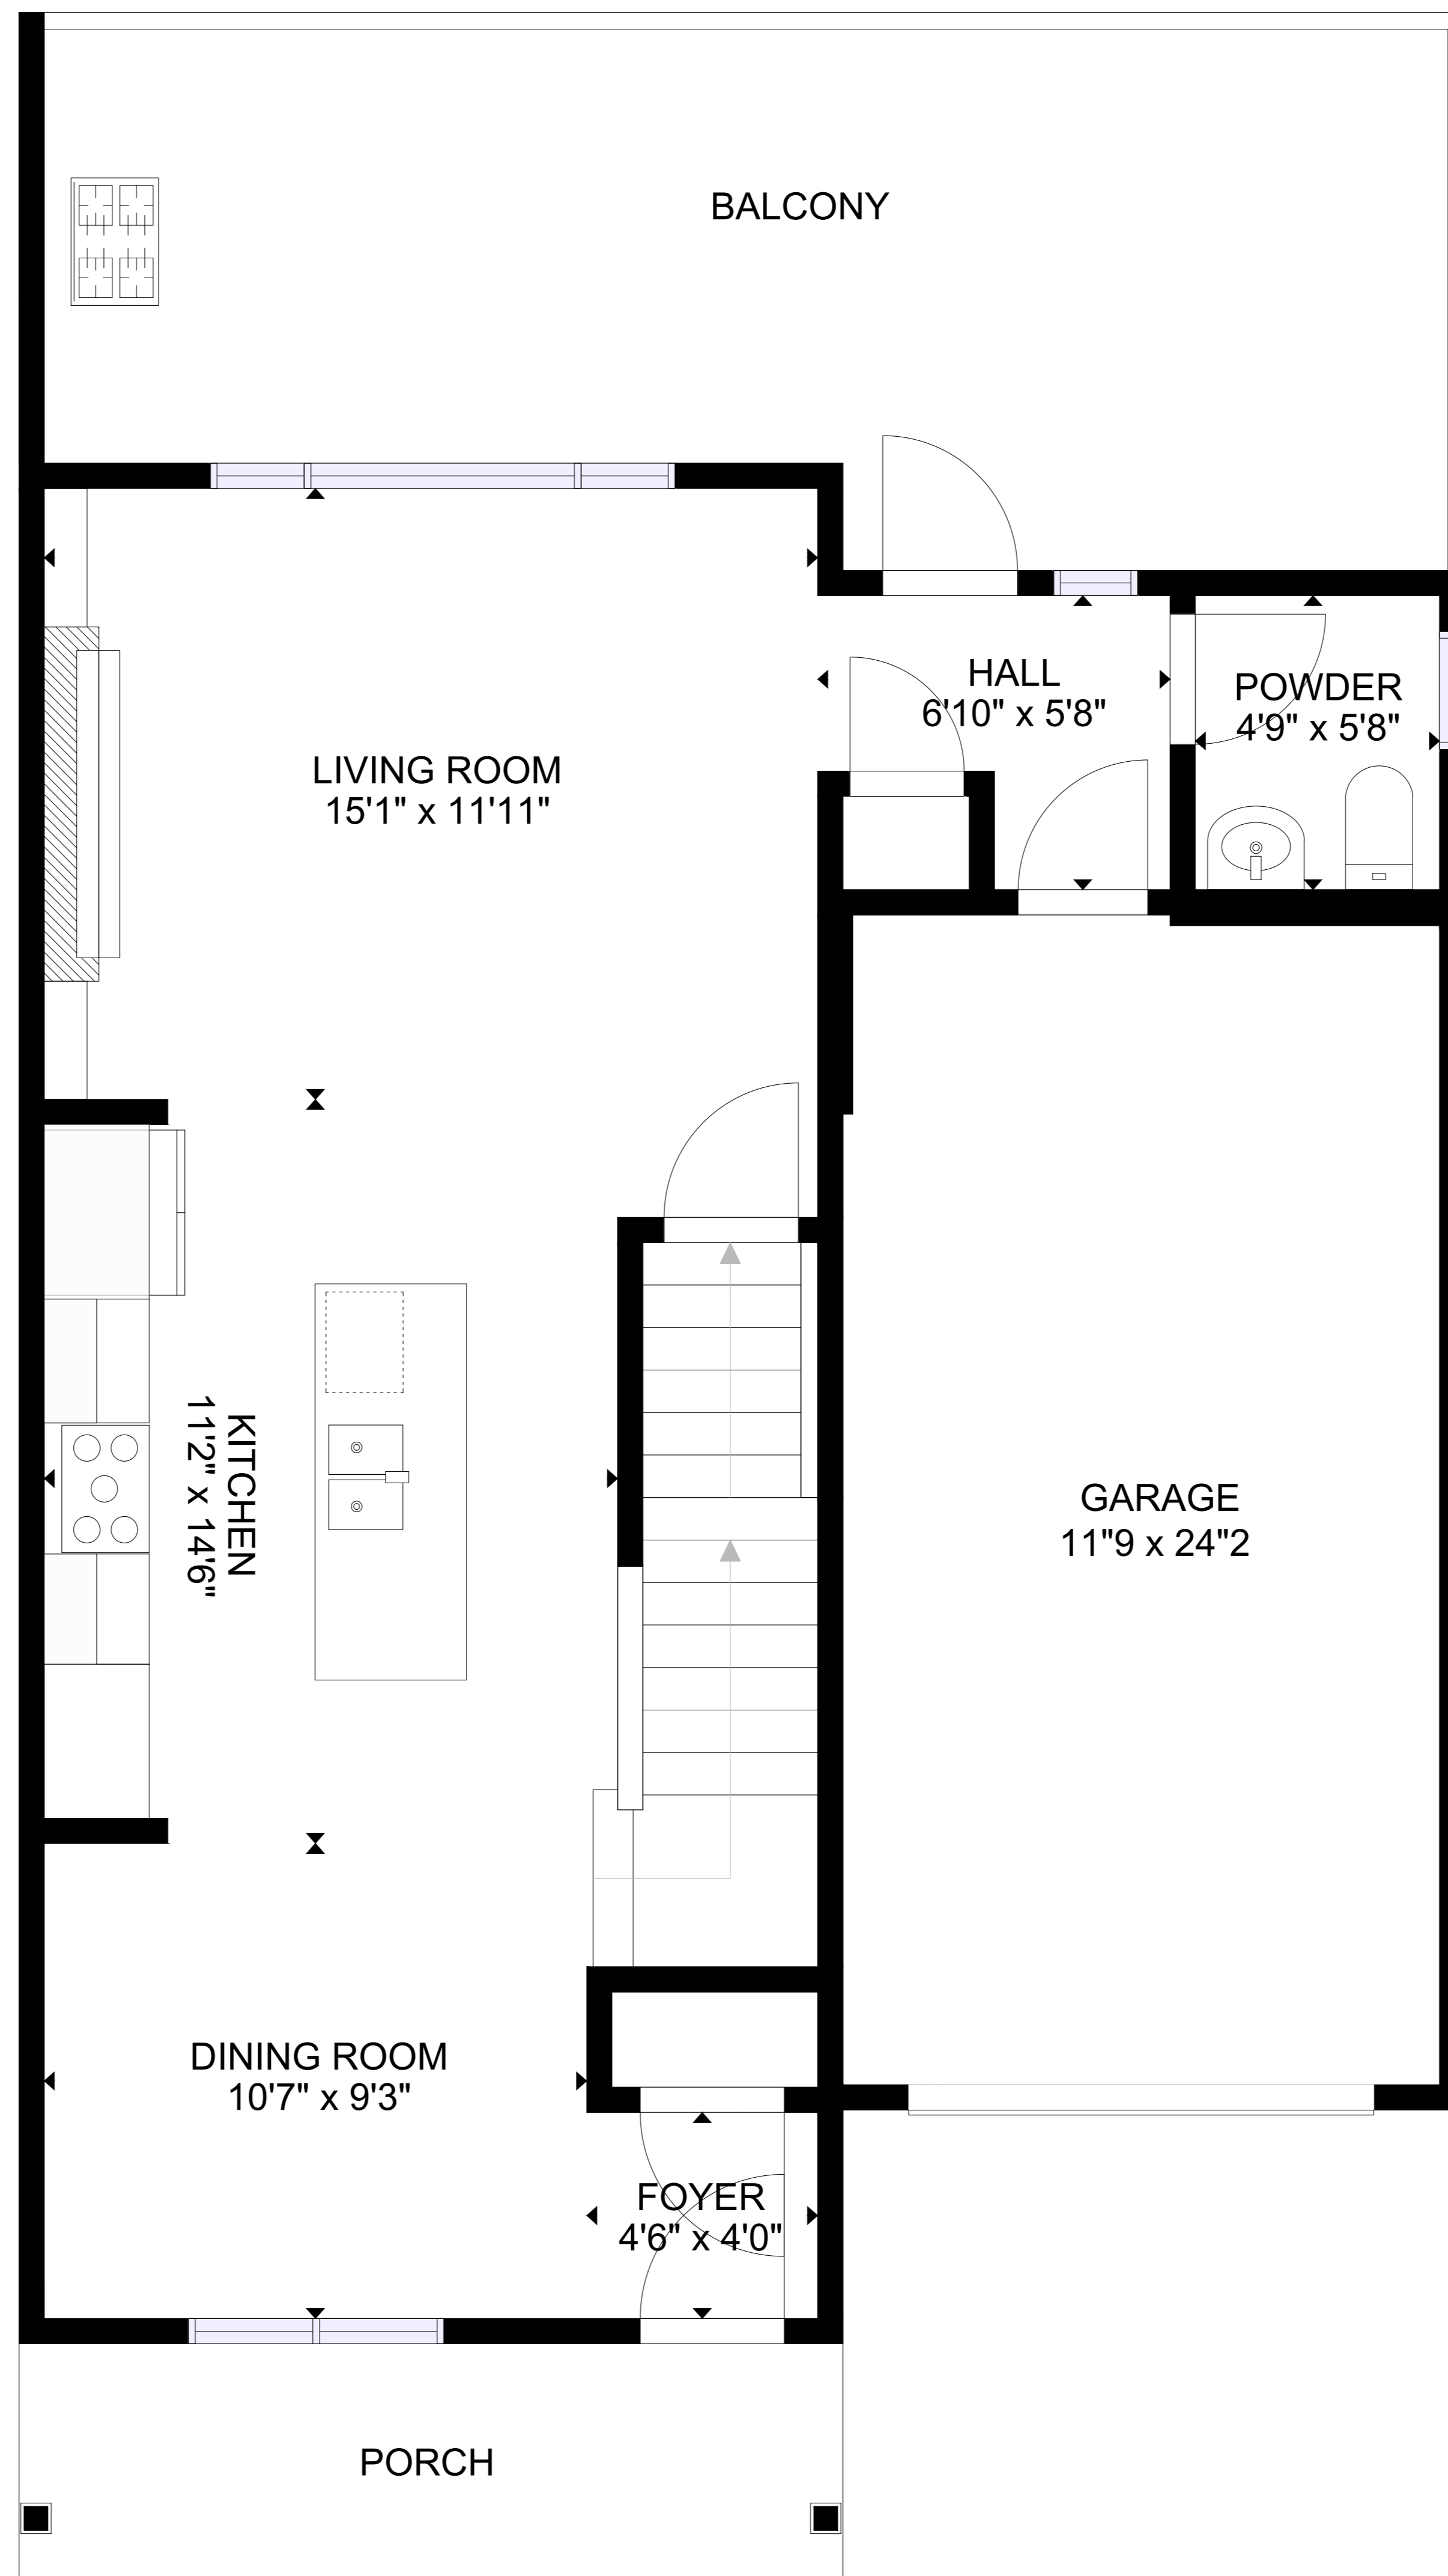 BALCONY
HALL
6'10" x 5'8"
POWDER
4'9" x 5'8"
LIVING ROOM
15'1" x 11'11"
KITCHEN
11'2" x 14'6"
GARAGE
11"9 x 24"2
DINING ROOM
10'7" x 9'3"
FOYER
4'6" x 4'0"
PORCH